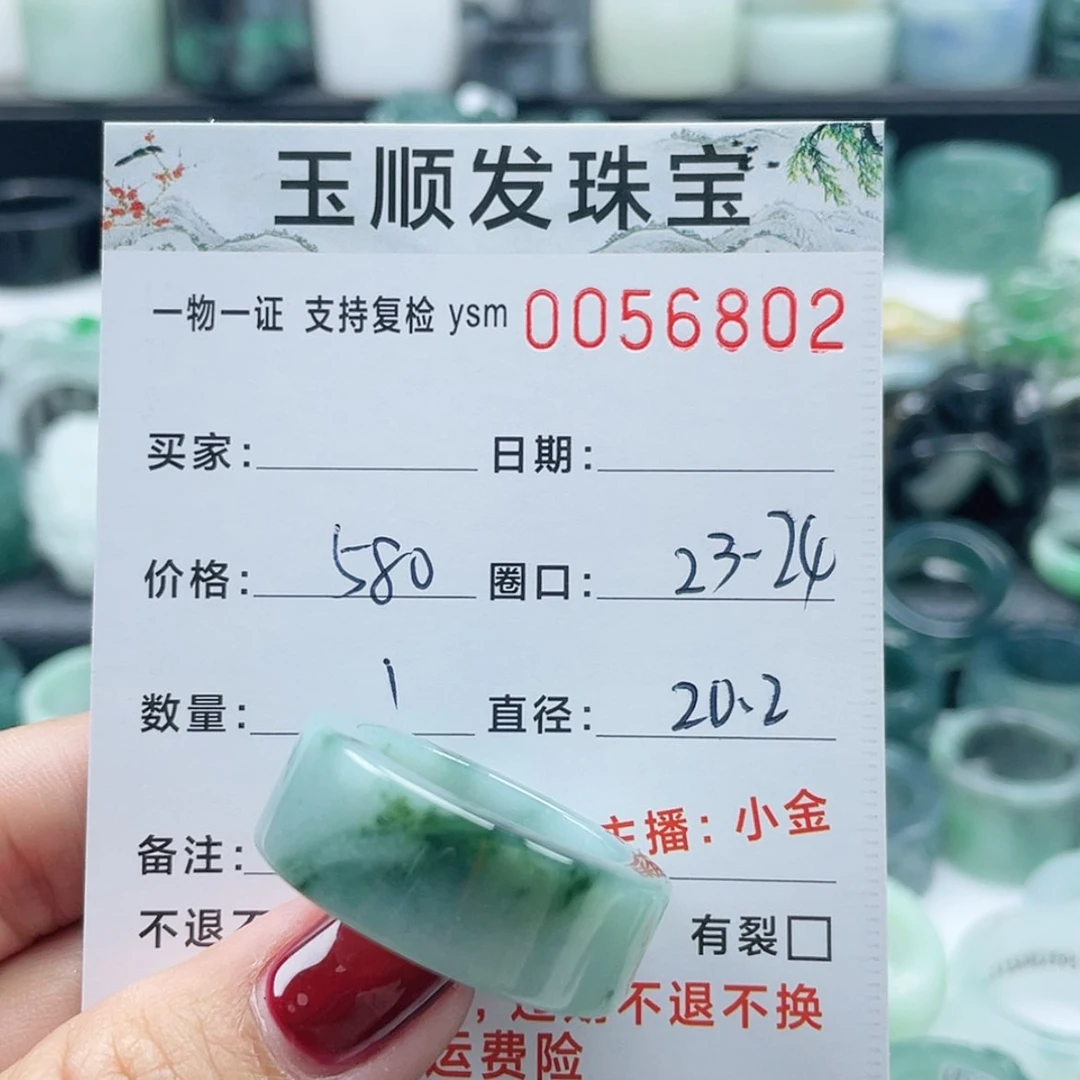 玉顺发珠宝
一物一证 支持复检 ysm 0056802
买家: 日期:
价格: 580 圈口: 23-24
数量: 1 直径: 20.2
主播: 小金
备注:
不退不 有裂
不退不换
运费险